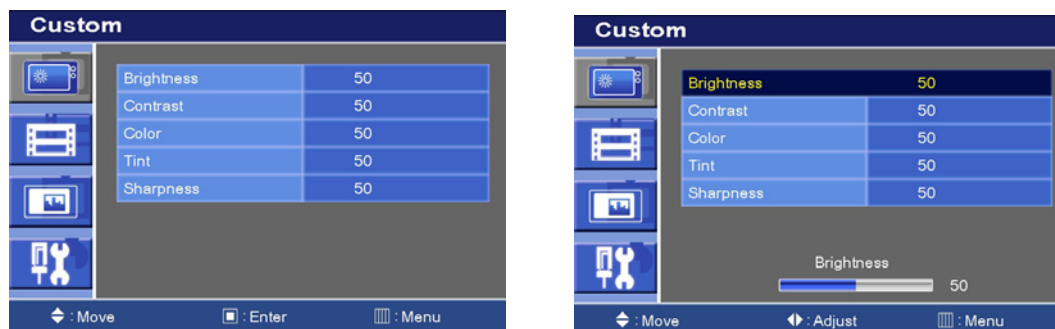 Custom
Brightness 50
Contrast 50
Color 50
Tint 50
Sharpness 50
: Move : Enter : Menu
Custom
Brightness 50
Contrast 50
Color 50
Tint 50
Sharpness 50
Brightness
50
: Move : Adjust : Menu